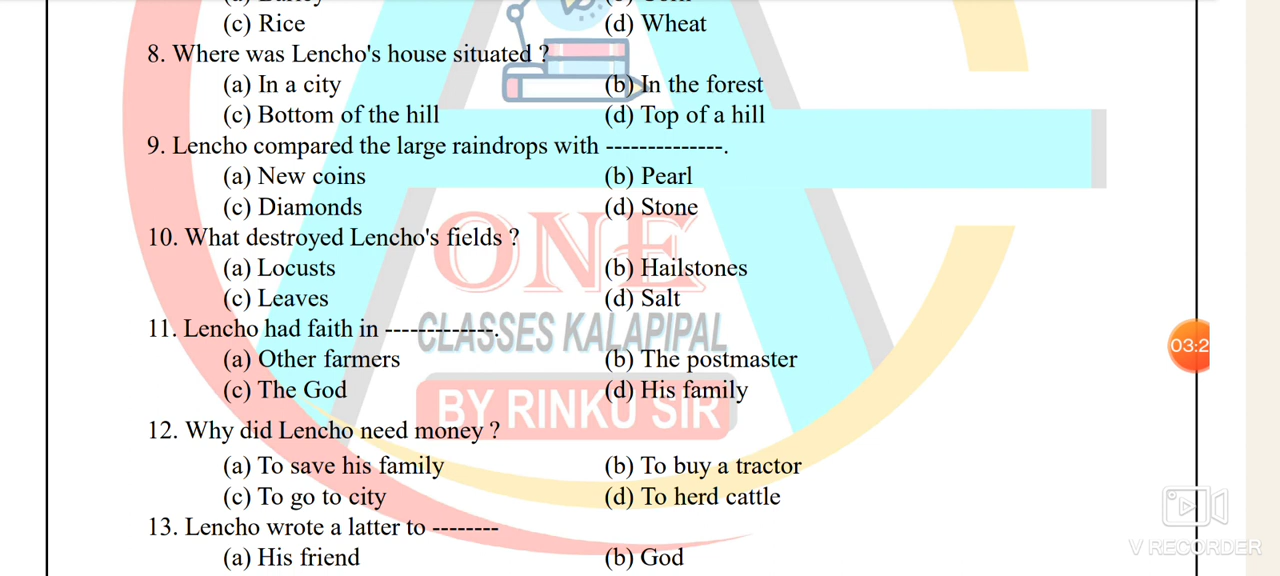 (c) Rice (d) Wheat
8. Where was Lencho's house situated ?
(a) In a city (b) In the forest
(c) Bottom of the hill (d) Top of a hill
9. Lencho compared the large raindrops with --------------.
(a) New coins (b) Pearl
(c) Diamonds (d) Stone
10. What destroyed Lencho's fields ?
(a) Locusts (b) Hailstones
(c) Leaves (d) Salt
ONE
11. Lencho had faith in -------------.
CLASSES KALAPIPAL
(a) Other farmers (b) The postmaster
(c) The God (d) His family
BY RINKU SIR
12. Why did Lencho need money ?
(a) To save his family (b) To buy a tractor
(c) To go to city (d) To herd cattle
13. Lencho wrote a latter to --------
(a) His friend (b) God
03:2
V RECORDER